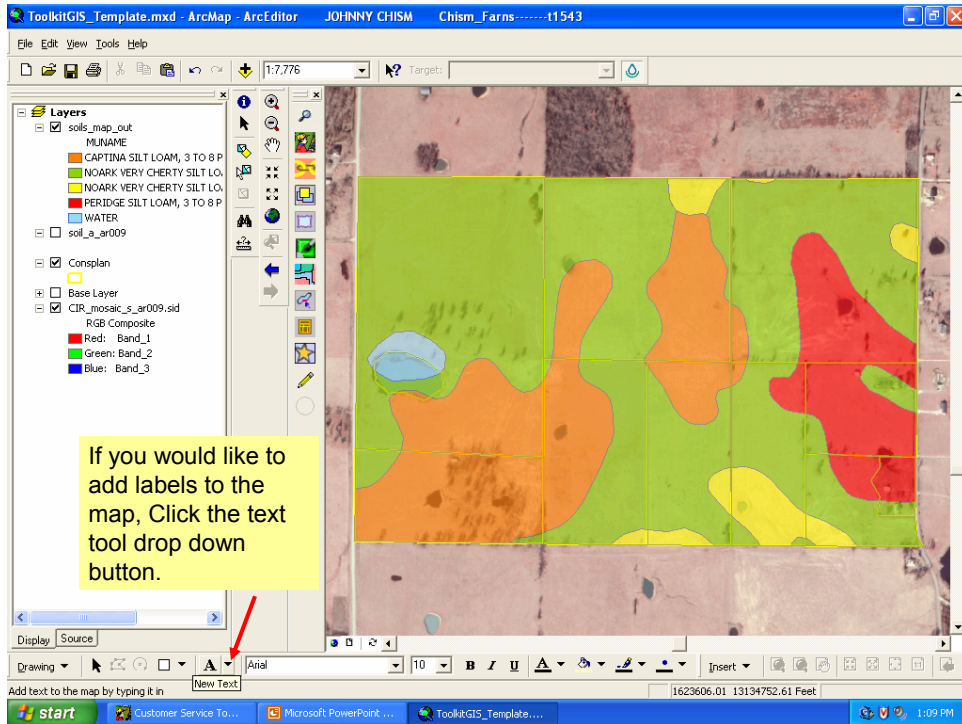 ToolkitGIS_Template.mxd - ArcMap - ArcEditor JOHNNY CHISM Chism_Farns-------t1543
File Edit View Tools Help
1:7,776 Target:
Layers
soils_map_out
MUNAME
CAPTINA SILT LOAM, 3 TO 8 P
NOARK VERY CHERTY SILT LO,
NOARK VERY CHERTY SILT LO,
PERIDGE SILT LOAM, 3 TO 8 P
WATER
soil_a_ar009
Consplan
Base Layer
CIR_mosaic_s_ar009.sid
RGB Composite
Red: Band_1
Green: Band_2
Blue: Band_3
If you would like to
add labels to the
map, Click the text
tool drop down
button.
Display Source
Drawing A Arial 10 B I U A Insert
New Text
Add text to the map by typing it in 1623606.01 13134752.61 Feet
start Customer Service To... Microsoft PowerPoint ... ToolkitGIS_Template.... 1:09 PM